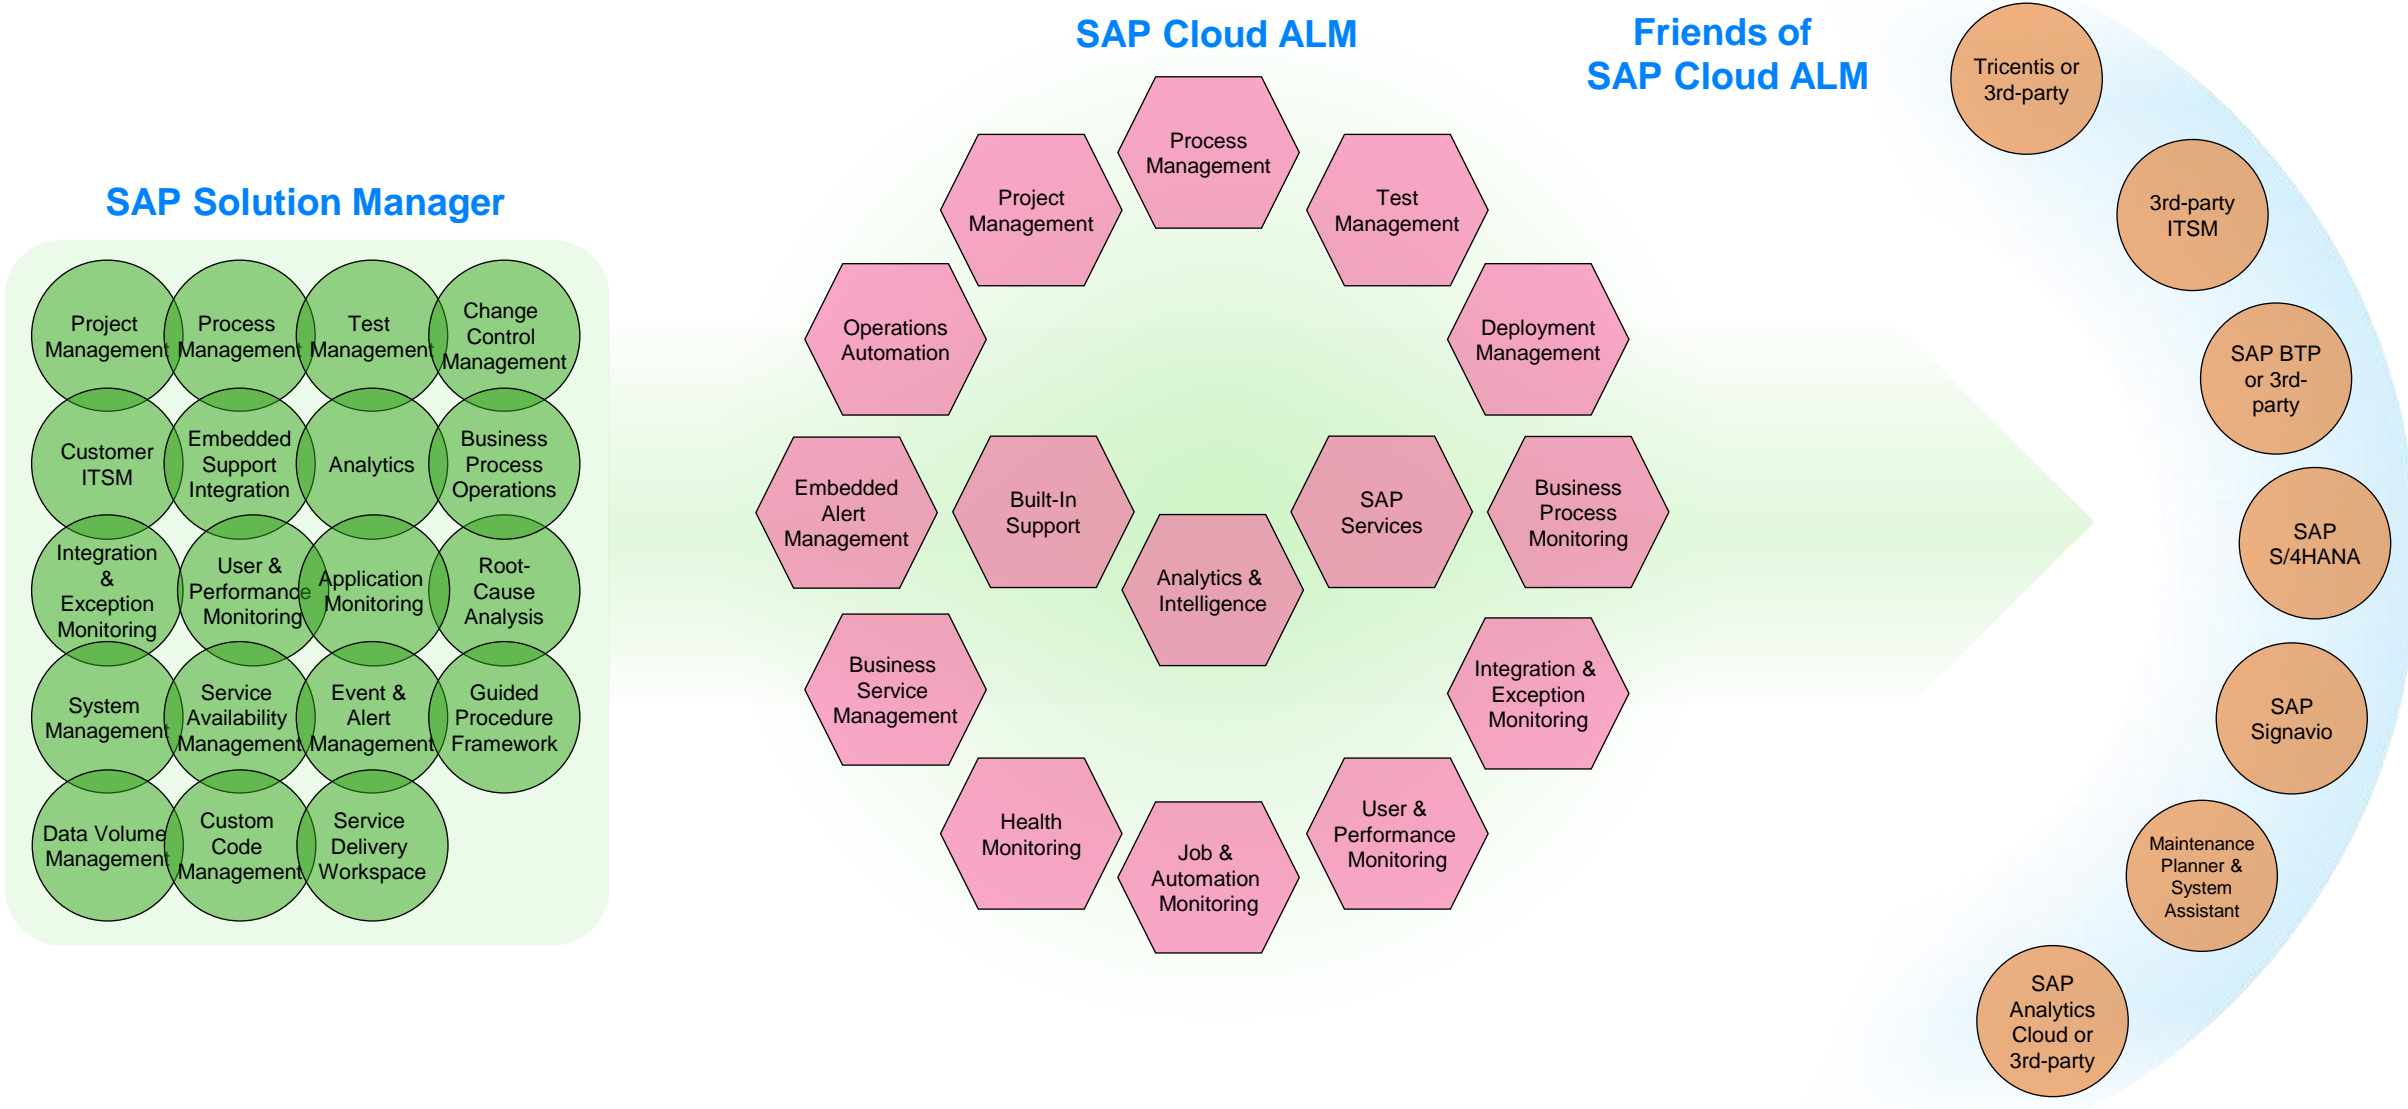 SAP Solution Manager
Project
Management
Process
Management
Test
Management
Change
Control
Management
Customer
ITSM
Embedded
Support
Integration
Analytics
Business
Process
Operations
Integration
&
Exception
Monitoring
User &
Performance
Monitoring
Application
Monitoring
Root-
Cause
Analysis
System
Management
Service
Availability
Management
Event &
Alert
Management
Guided
Procedure
Framework
Data Volume
Management
Custom
Code
Management
Service
Delivery
Workspace
SAP Cloud ALM
Process
Management
Project
Management
Test
Management
Operations
Automation
Deployment
Management
Embedded
Alert
Management
Built-In
Support
SAP
Services
Business
Process
Monitoring
Analytics &
Intelligence
Business
Service
Management
Integration &
Exception
Monitoring
Health
Monitoring
Job &
Automation
Monitoring
User &
Performance
Monitoring
Friends of
SAP Cloud ALM
Tricentis or
3rd-party
3rd-party
ITSM
SAP BTP
or 3rd-
party
SAP
S/4HANA
SAP
Signavio
Maintenance
Planner &
System
Assistant
SAP
Analytics
Cloud or
3rd-party